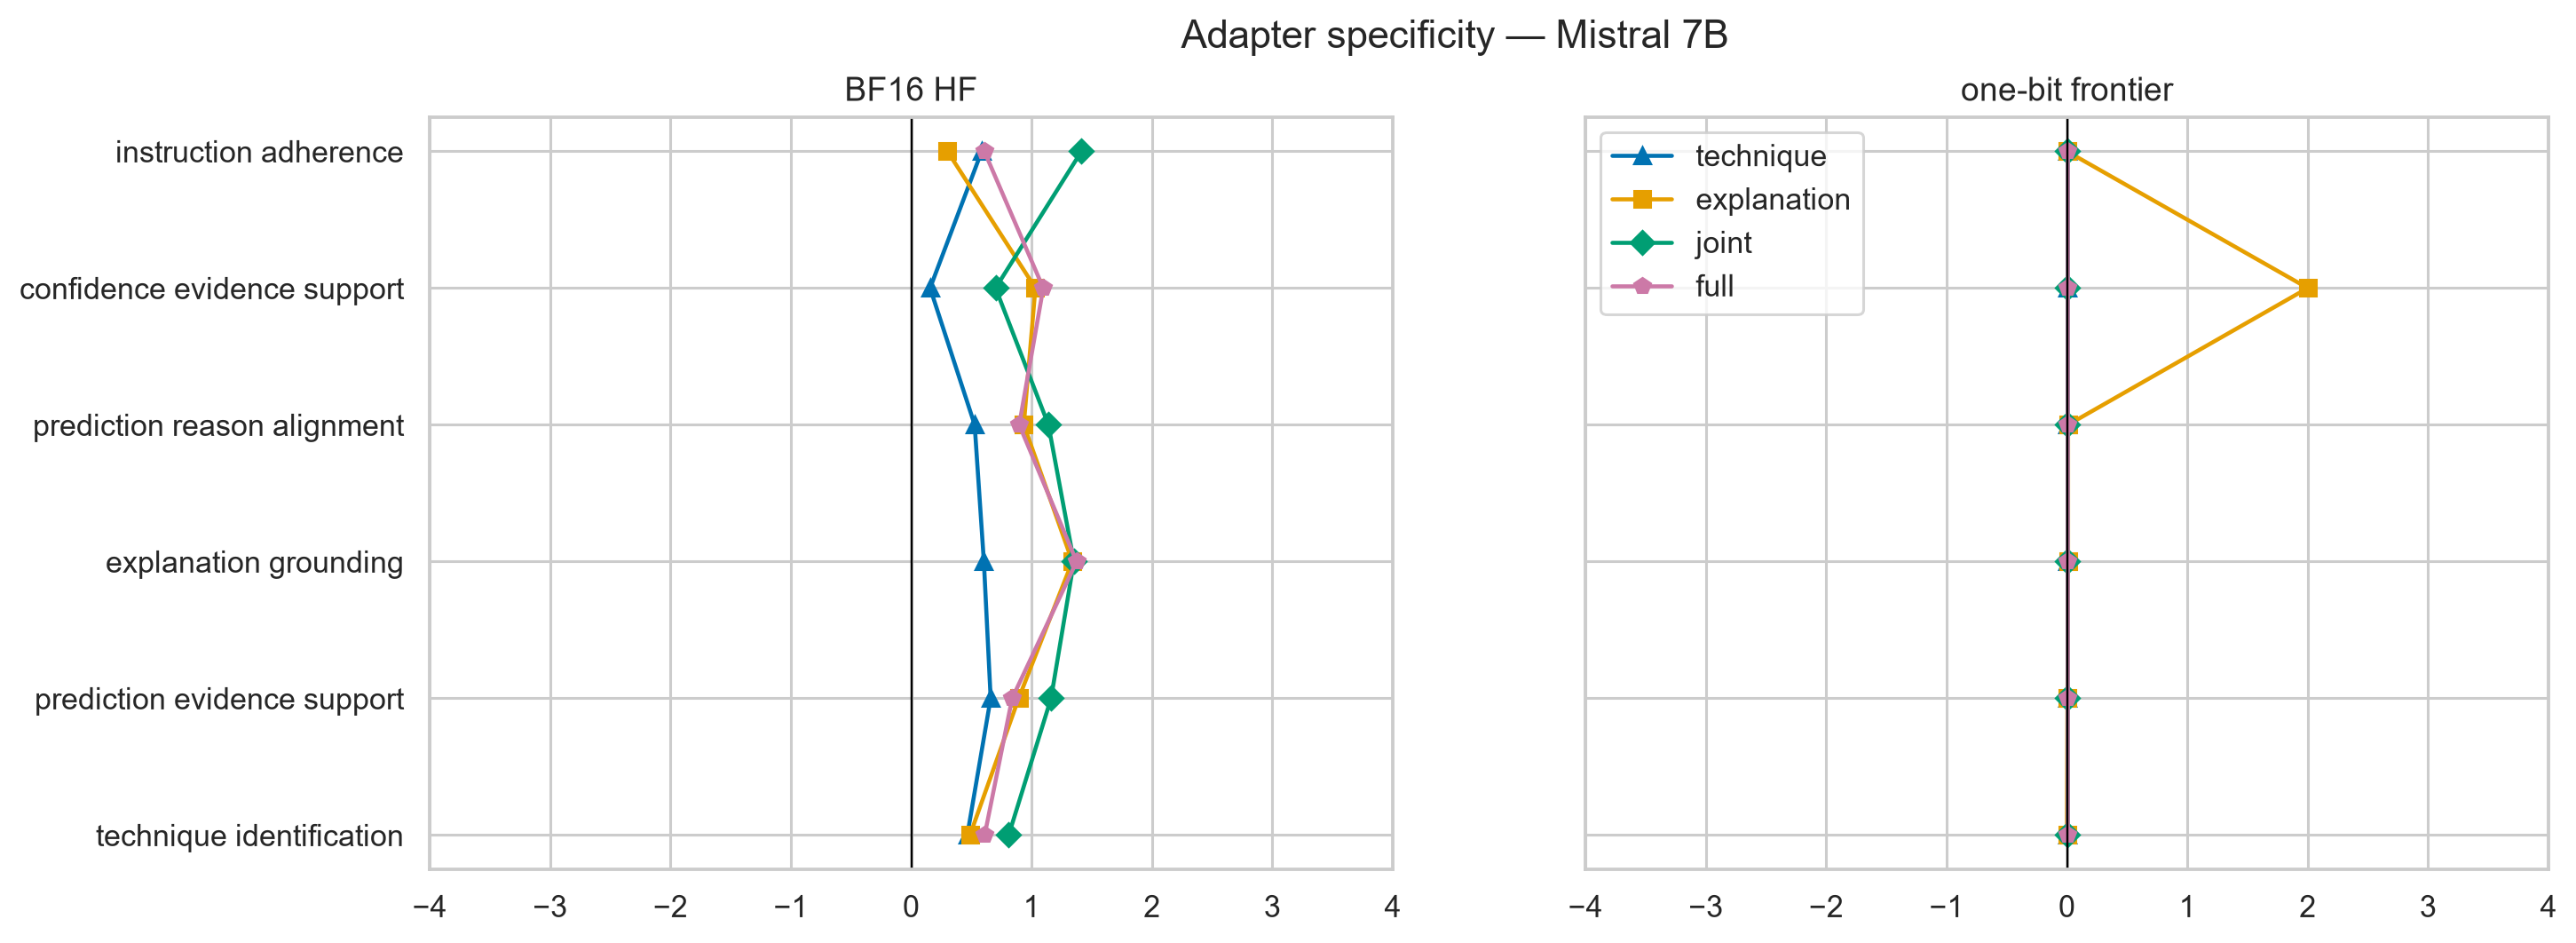 Adapter specificity — Mistral 7B
BF16 HF
one-bit frontier
instruction adherence
confidence evidence support
prediction reason alignment
explanation grounding
prediction evidence support
technique identification
technique
explanation
joint
full
−4 −3 −2 −1 0 1 2 3 4
−4 −3 −2 −1 0 1 2 3 4